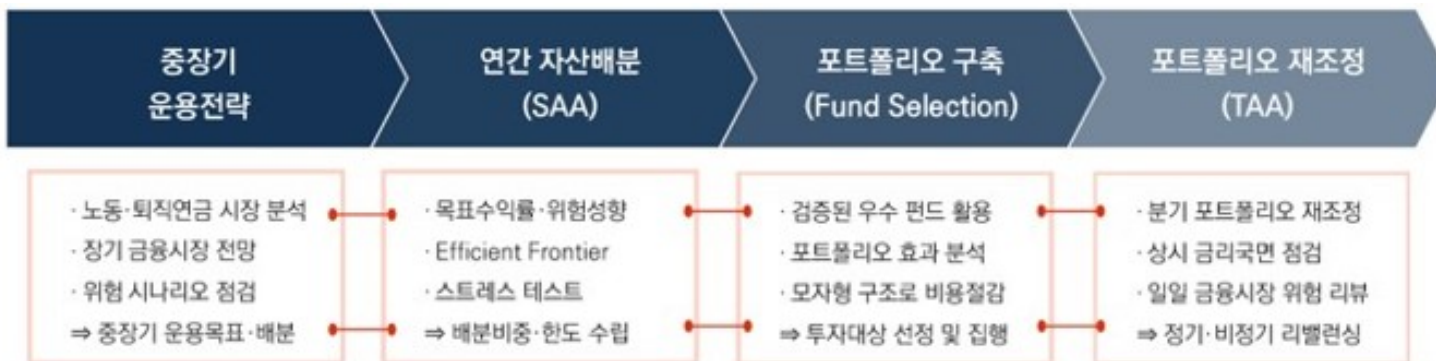 중장기
운용전략
연간 자산배분
(SAA)
포트폴리오 구축
(Fund Selection)
포트폴리오 재조정
(TAA)
· 노동·퇴직연금 시장 분석
· 장기 금융시장 전망
· 위험 시나리오 점검
⇒ 중장기 운용목표·배분
· 목표수익률·위험성향
· Efficient Frontier
· 스트레스 테스트
⇒ 배분비중·한도 수립
· 검증된 우수 펀드 활용
· 포트폴리오 효과 분석
· 모자형 구조로 비용절감
⇒ 투자대상 선정 및 집행
· 분기 포트폴리오 재조정
· 상시 금리국면 점검
· 일일 금융시장 위험 리뷰
⇒ 정기·비정기 리밸런싱